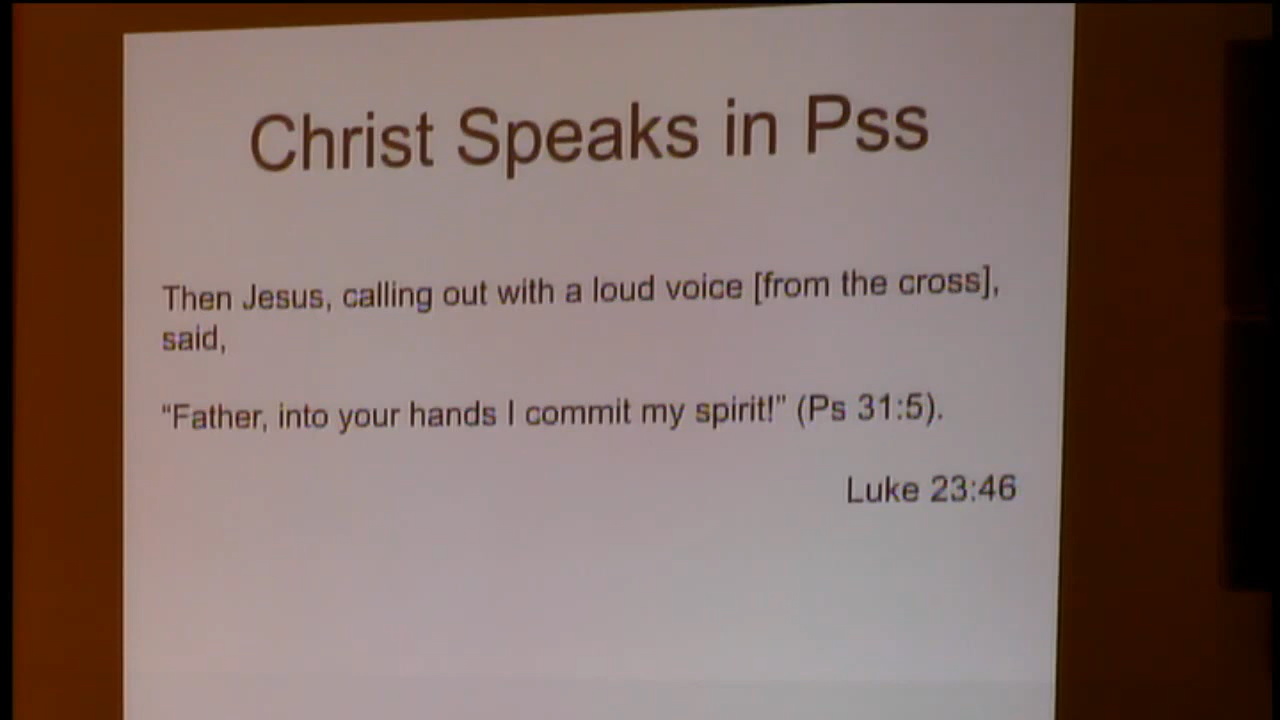 Christ Speaks in Pss
Then Jesus, calling out with a loud voice [from the cross],
said,
“Father, into your hands I commit my spirit!” (Ps 31:5).
Luke 23:46